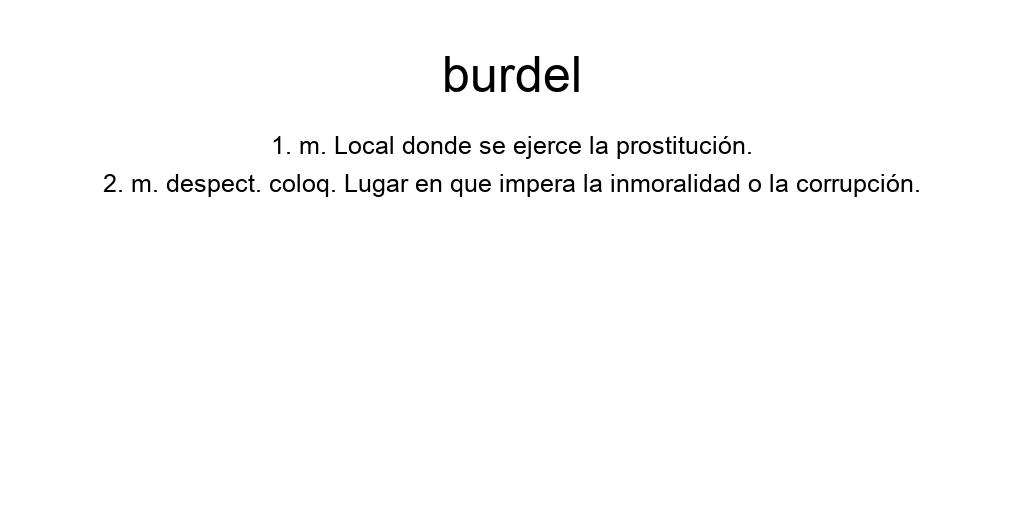 burdel
1. m. Local donde se ejerce la prostitución.
2. m. despect. coloq. Lugar en que impera la inmoralidad o la corrupción.